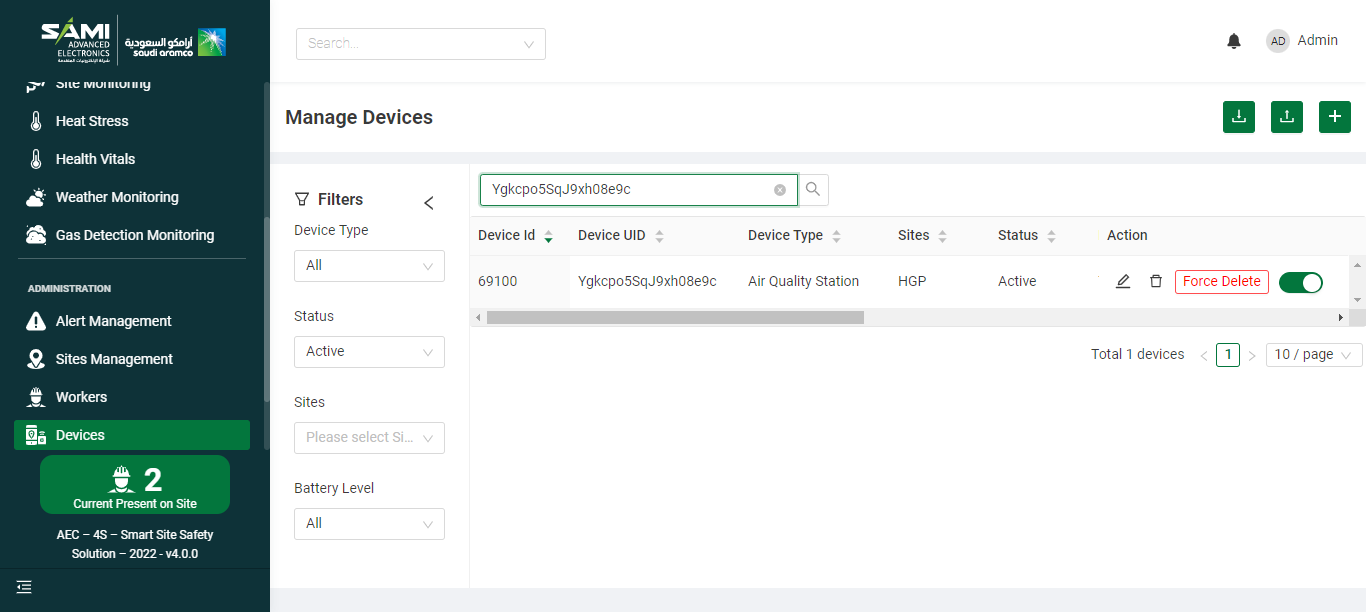 SAMI
ADVANCED
ELECTRONICS
شركة الإلكترونيات المتقدمة
أرامكو السعودية
saudi aramco
Site Monitoring
Heat Stress
Health Vitals
Weather Monitoring
Gas Detection Monitoring
ADMINISTRATION
Alert Management
Sites Management
Workers
Devices
2
Current Present on Site
AEC – 4S – Smart Site Safety
Solution – 2022 - v4.0.0
Search...
AD Admin
Manage Devices
Filters
Device Type
All
Status
Active
Sites
Please select Si...
Battery Level
All
Ygkcpo5SqJ9xh08e9c
Device Id Device UID Device Type Sites Status Action
69100 Ygkcpo5SqJ9xh08e9c Air Quality Station HGP Active Force Delete
Total 1 devices < 1 > 10 / page